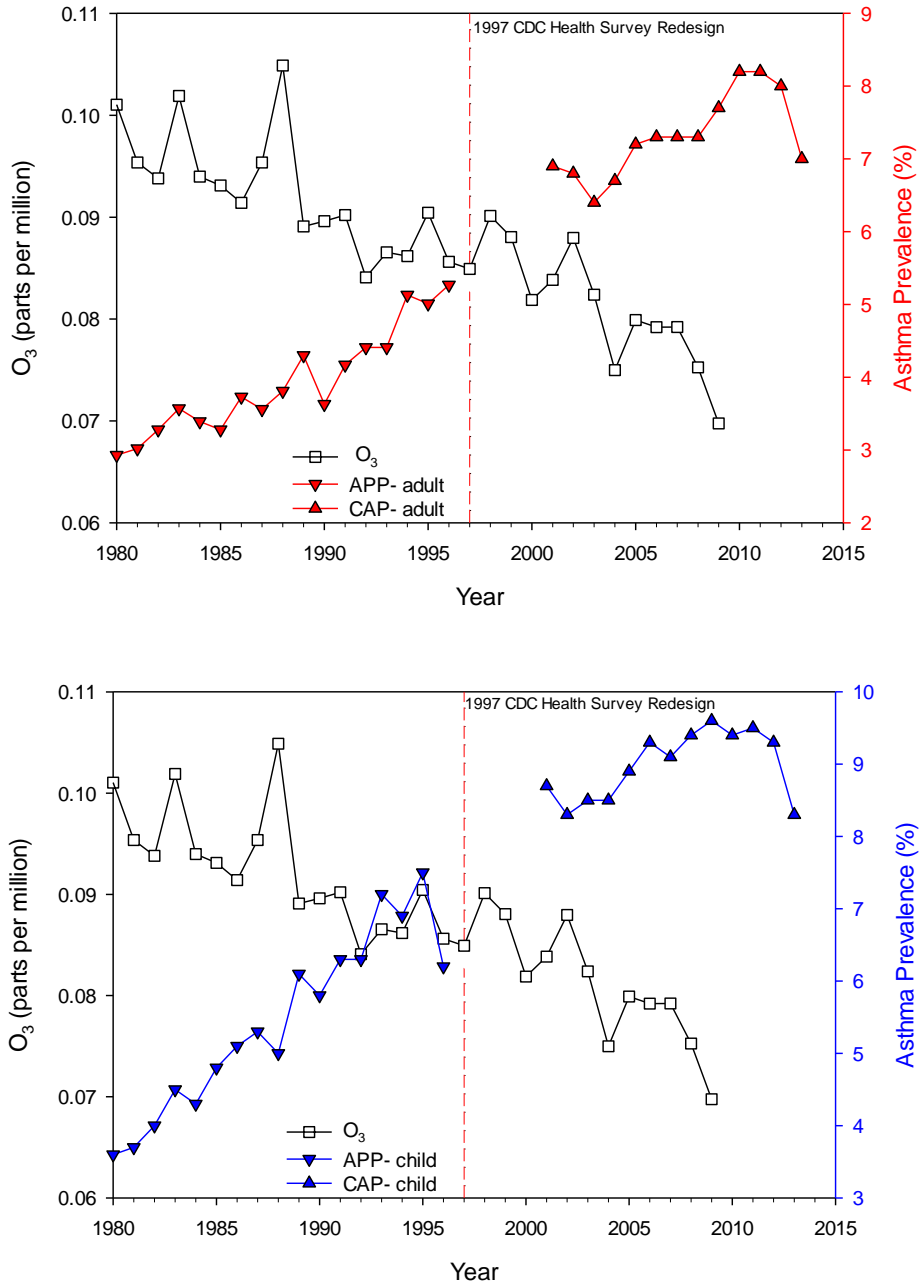 1997 CDC Health Survey Redesign
0.11
0.10
0.09
0.08
0.07
0.06
O₃ (parts per million)
9
8
7
6
5
4
3
2
Asthma Prevalence (%)
O₃
APP- adult
CAP- adult
1980 1985 1990 1995 2000 2005 2010 2015
Year
1997 CDC Health Survey Redesign
0.11
0.10
0.09
0.08
0.07
0.06
O₃ (parts per million)
10
9
8
7
6
5
4
3
Asthma Prevalence (%)
O₃
APP- child
CAP- child
1980 1985 1990 1995 2000 2005 2010 2015
Year